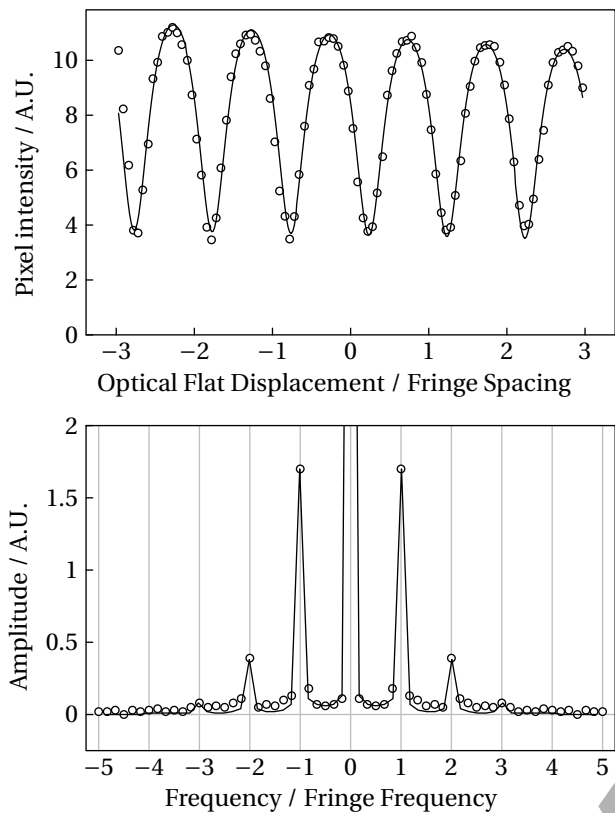 10
8
6
4
2
0
Pixel intensity / A.U.
−3 −2 −1 0 1 2 3
Optical Flat Displacement / Fringe Spacing
2
1.5
1
0.5
0
Amplitude / A.U.
−5 −4 −3 −2 −1 0 1 2 3 4 5
Frequency / Fringe Frequency